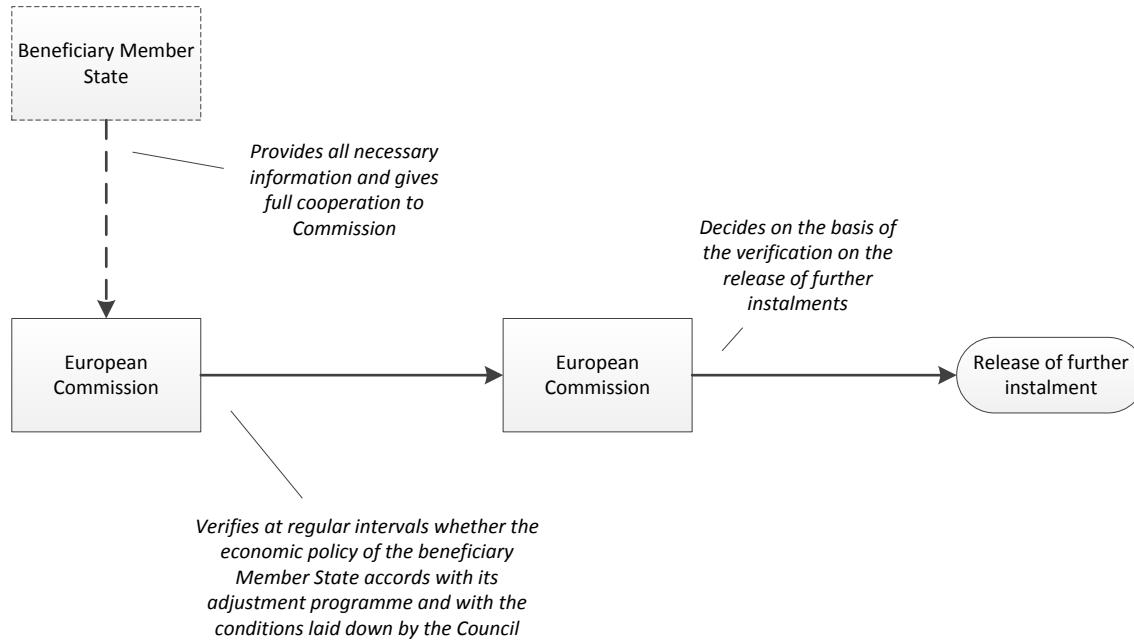 Beneficiary Member
State
Provides all necessary
information and gives
full cooperation to
Commission
Decides on the basis of
the verification on the
release of further
instalments
European
Commission
European
Commission
Release of further
instalment
Verifies at regular intervals whether the
economic policy of the beneficiary
Member State accords with its
adjustment programme and with the
conditions laid down by the Council